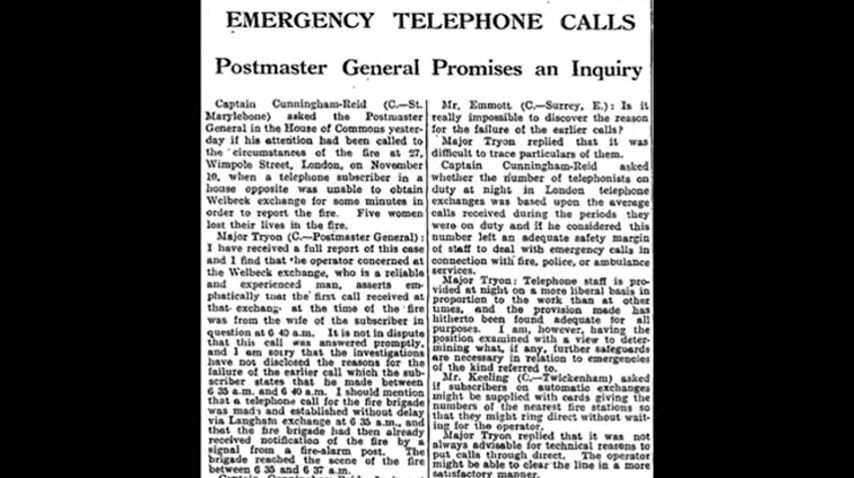 EMERGENCY TELEPHONE CALLS
Postmaster General Promises an Inquiry
Captain Cunningham-Reid (C.—St.
Marylebone) asked the Postmaster
General in the House of Commons yester-
day if his attention had been called to
the circumstances of the fire at 27,
Wimpole Street, London, on November
10, when a telephone subscriber in a
house opposite was unable to obtain
Welbeck exchange for some minutes in
order to report the fire. Five women
lost their lives in the fire.
Major Tryon (C.—Postmaster General):
I have received a full report of this case
and I find that the operator concerned at
the Welbeck exchange, who is a reliable
and experienced man, asserts em-
phatically that the first call received at
that exchange at the time of the fire
was from the wife of the subscriber in
question at 6 40 a.m. It is not in dispute
that this call was answered promptly,
and I am sorry that the investigations
have not disclosed the reasons for the
failure of the earlier call which the sub-
scriber states that he made between
6 35 a.m. and 6 40 a.m. I should mention
that a telephone call for the fire brigade
was made and established without delay
via Langham exchange at 6 35 a.m., and
that the fire brigade had then already
received notification of the fire by a
signal from a fire-alarm post. The
brigade reached the scene of the fire
between 6 35 and 6 37 a.m.
Mr. Emmott (C.—Surrey, E.): Is it
really impossible to discover the reason
for the failure of the earlier calls?
Major Tryon replied that it was
difficult to trace particulars of them.
Captain Cunningham-Reid asked
whether the number of telephonists on
duty at night in London telephone
exchanges was based upon the average
calls received during the periods they
were on duty and if he considered this
number left an adequate safety margin
of staff to deal with emergency calls in
connection with fire, police, or ambulance
services.
Major Tryon: Telephone staff is pro-
vided at night on a more liberal basis in
proportion to the work than at other
times, and the provision made has
hitherto been found adequate for all
purposes. I am, however, having the
position examined with a view to deter-
mining what, if any, further safeguards
are necessary in relation to emergencies
of the kind referred to.
Mr. Keeling (C.—Twickenham) asked
if subscribers on automatic exchanges
might be supplied with cards giving the
numbers of the nearest fire stations so
that they might ring direct without wait-
ing for the operator.
Major Tryon replied that it was not
always advisable for technical reasons to
put calls through direct. The operator
might be able to clear the line in a more
satisfactory manner.